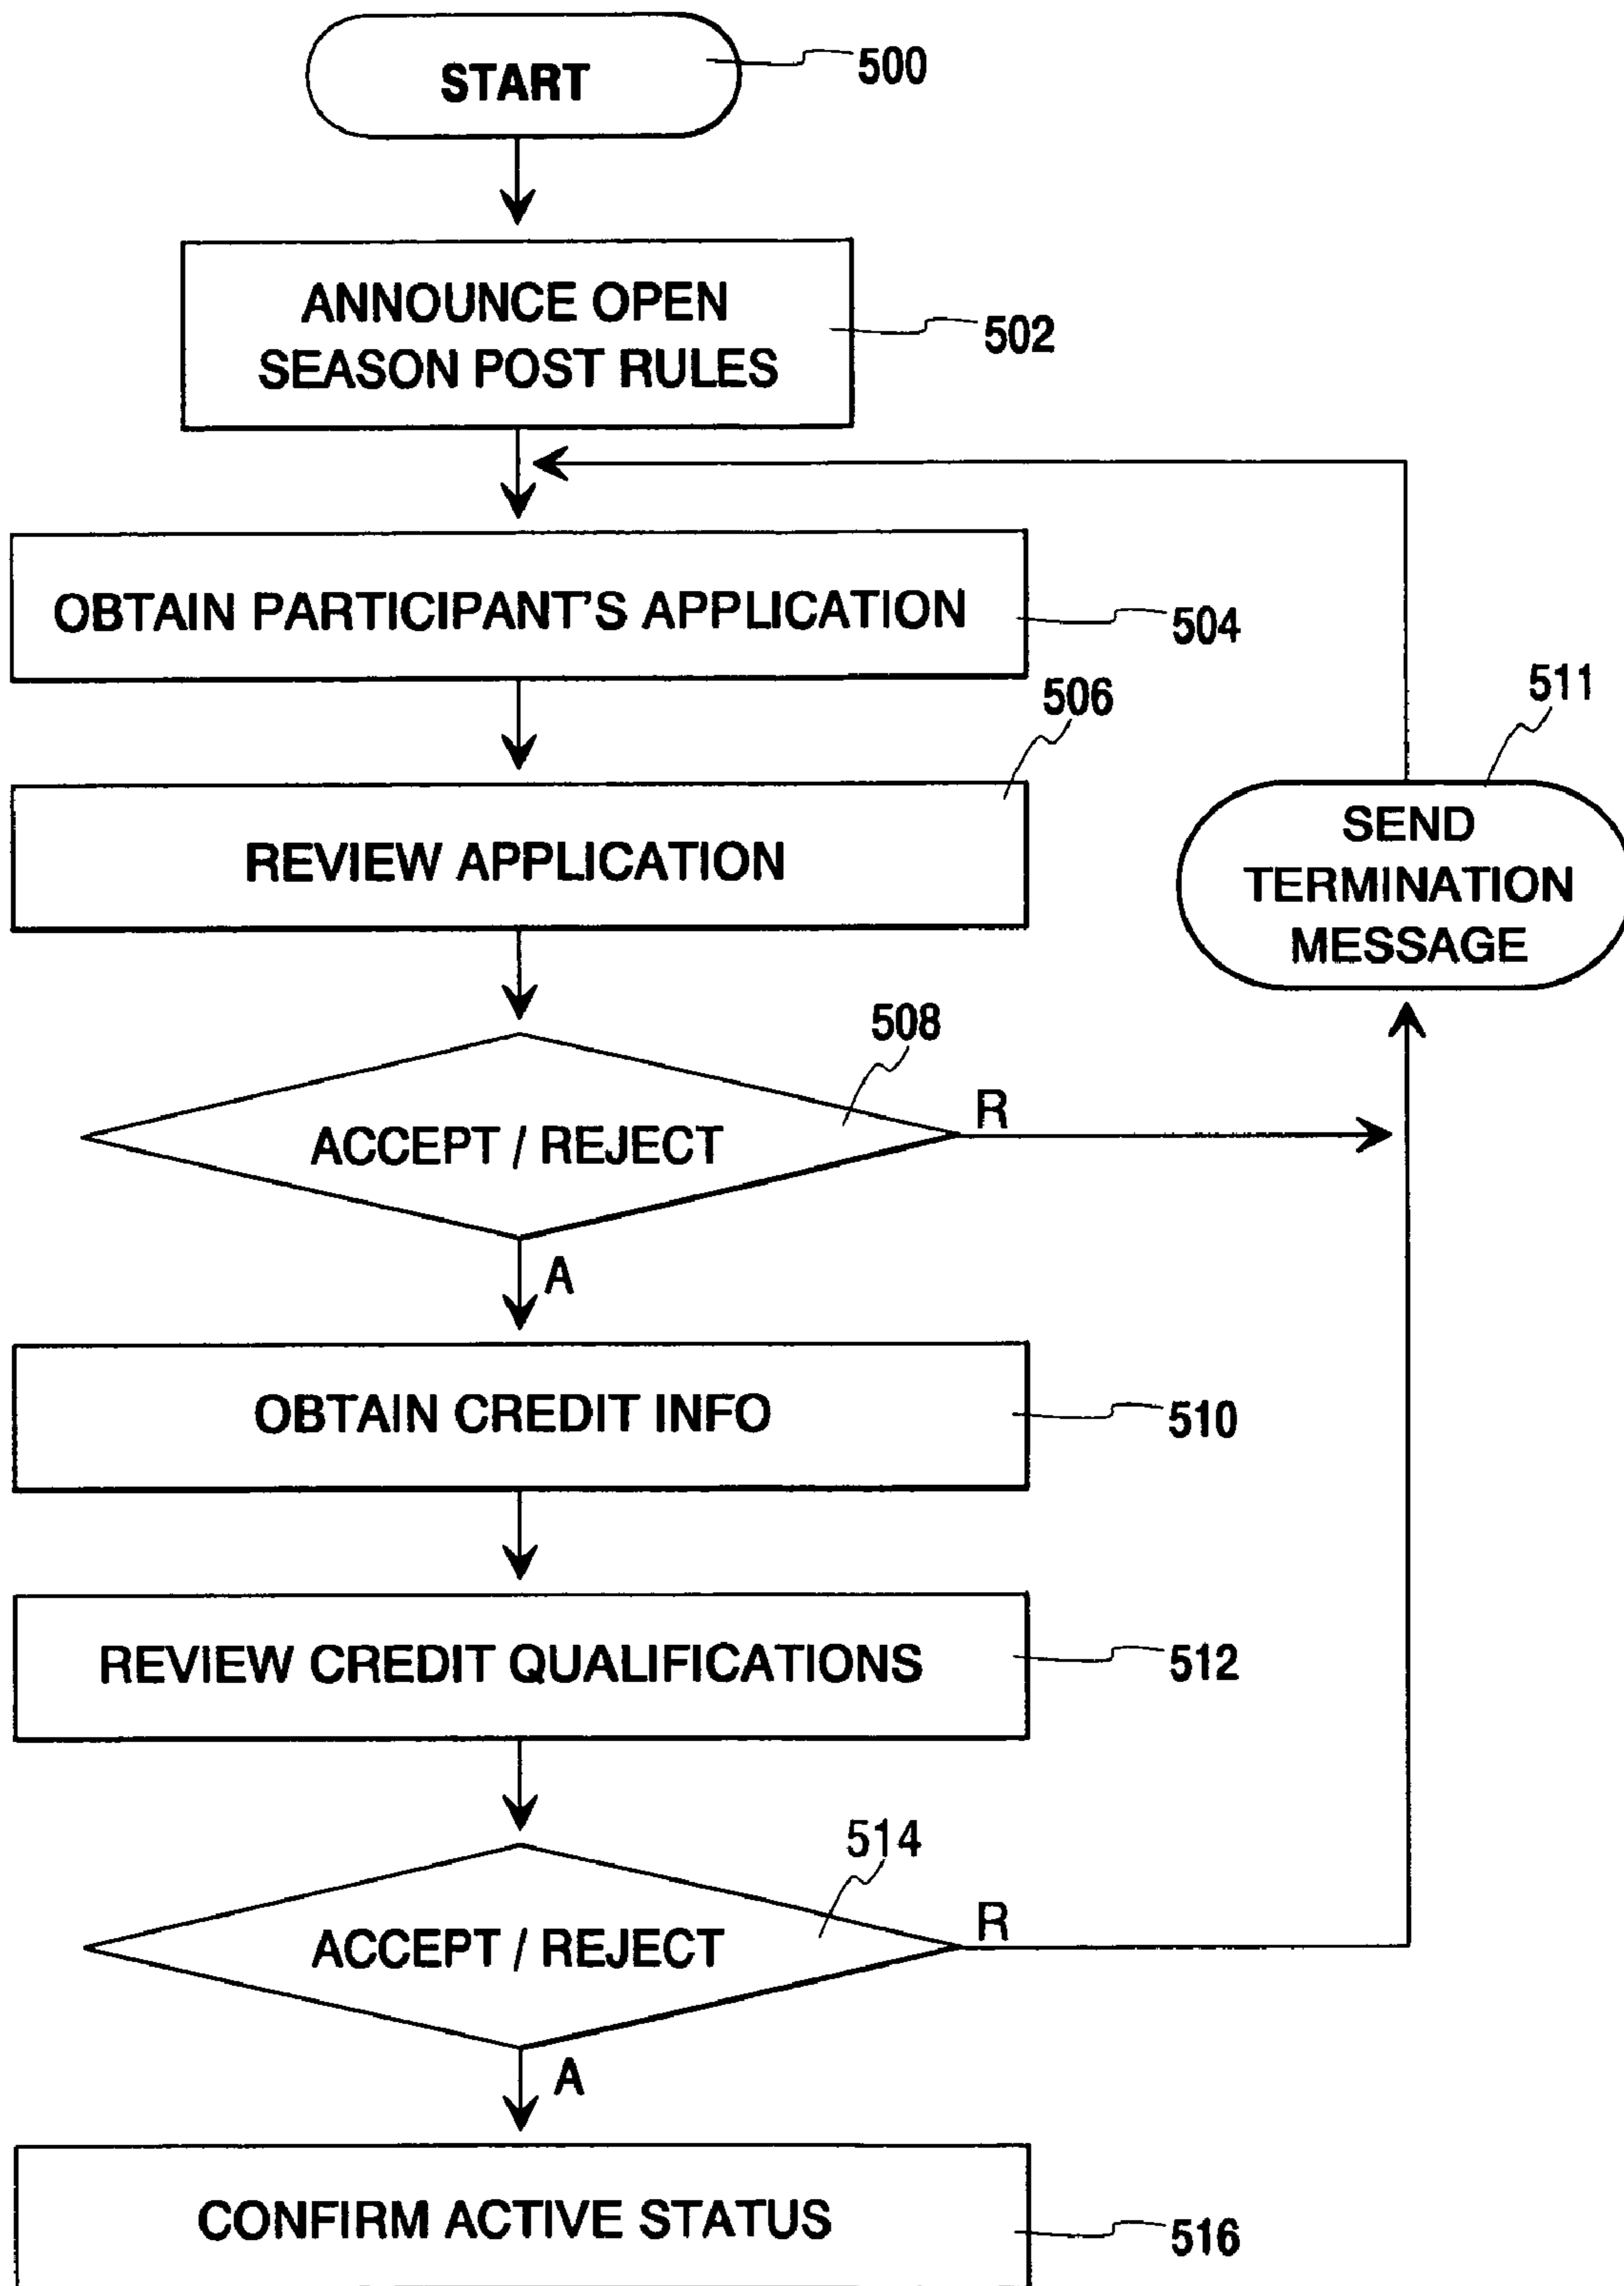 START
500
ANNOUNCE OPEN
SEASON POST RULES
502
OBTAIN PARTICIPANT'S APPLICATION
504
506
REVIEW APPLICATION
511
SEND
TERMINATION
MESSAGE
508
ACCEPT / REJECT
R
A
OBTAIN CREDIT INFO
510
REVIEW CREDIT QUALIFICATIONS
512
514
ACCEPT / REJECT
R
A
CONFIRM ACTIVE STATUS
516